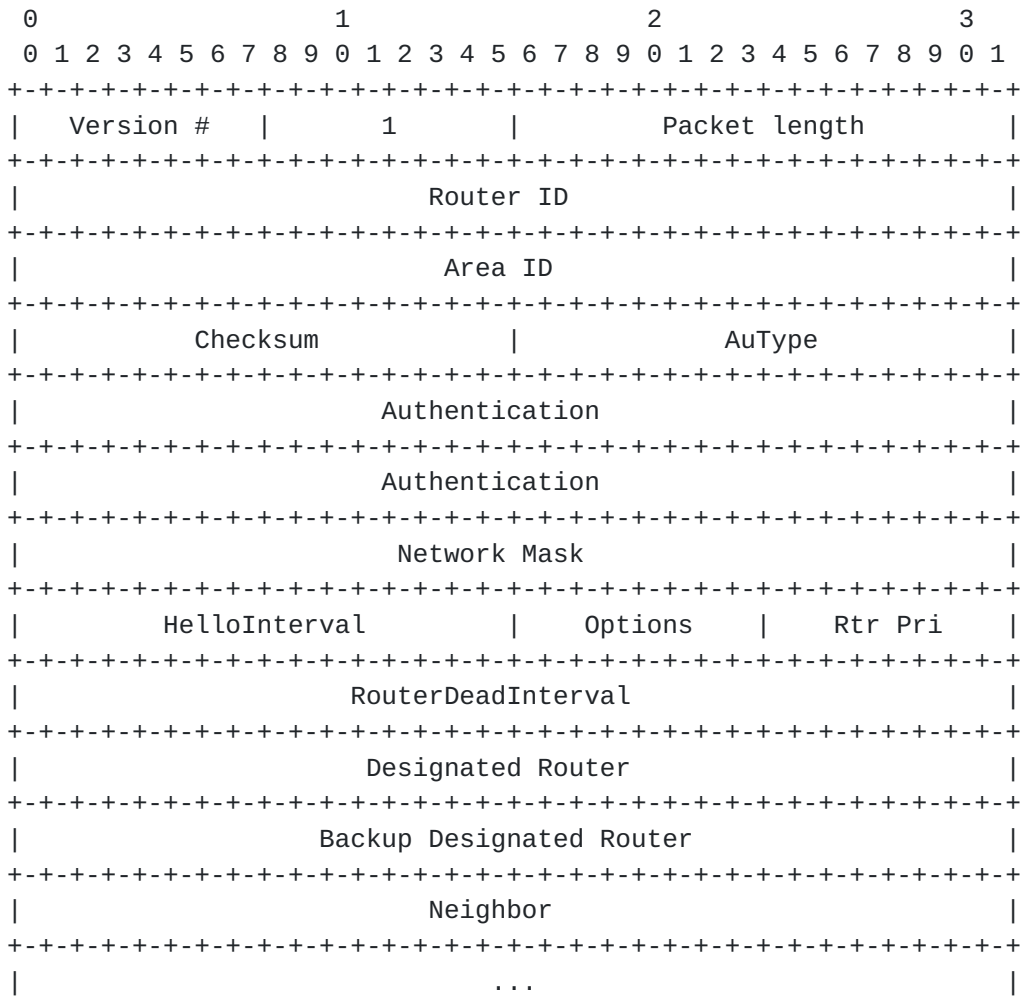 0                   1                   2                   3
 0 1 2 3 4 5 6 7 8 9 0 1 2 3 4 5 6 7 8 9 0 1 2 3 4 5 6 7 8 9 0 1
+-+-+-+-+-+-+-+-+-+-+-+-+-+-+-+-+-+-+-+-+-+-+-+-+-+-+-+-+-+-+-+-+
|   Version #   |       1       |         Packet length         |
+-+-+-+-+-+-+-+-+-+-+-+-+-+-+-+-+-+-+-+-+-+-+-+-+-+-+-+-+-+-+-+-+
|                          Router ID                            |
+-+-+-+-+-+-+-+-+-+-+-+-+-+-+-+-+-+-+-+-+-+-+-+-+-+-+-+-+-+-+-+-+
|                           Area ID                             |
+-+-+-+-+-+-+-+-+-+-+-+-+-+-+-+-+-+-+-+-+-+-+-+-+-+-+-+-+-+-+-+-+
|           Checksum            |             AuType            |
+-+-+-+-+-+-+-+-+-+-+-+-+-+-+-+-+-+-+-+-+-+-+-+-+-+-+-+-+-+-+-+-+
|                       Authentication                          |
+-+-+-+-+-+-+-+-+-+-+-+-+-+-+-+-+-+-+-+-+-+-+-+-+-+-+-+-+-+-+-+-+
|                       Authentication                          |
+-+-+-+-+-+-+-+-+-+-+-+-+-+-+-+-+-+-+-+-+-+-+-+-+-+-+-+-+-+-+-+-+
|                        Network Mask                           |
+-+-+-+-+-+-+-+-+-+-+-+-+-+-+-+-+-+-+-+-+-+-+-+-+-+-+-+-+-+-+-+-+
|         HelloInterval         |    Options    |    Rtr Pri    |
+-+-+-+-+-+-+-+-+-+-+-+-+-+-+-+-+-+-+-+-+-+-+-+-+-+-+-+-+-+-+-+-+
|                     RouterDeadInterval                        |
+-+-+-+-+-+-+-+-+-+-+-+-+-+-+-+-+-+-+-+-+-+-+-+-+-+-+-+-+-+-+-+-+
|                      Designated Router                        |
+-+-+-+-+-+-+-+-+-+-+-+-+-+-+-+-+-+-+-+-+-+-+-+-+-+-+-+-+-+-+-+-+
|                   Backup Designated Router                    |
+-+-+-+-+-+-+-+-+-+-+-+-+-+-+-+-+-+-+-+-+-+-+-+-+-+-+-+-+-+-+-+-+
|                          Neighbor                             |
+-+-+-+-+-+-+-+-+-+-+-+-+-+-+-+-+-+-+-+-+-+-+-+-+-+-+-+-+-+-+-+-+
|                              ...                              |